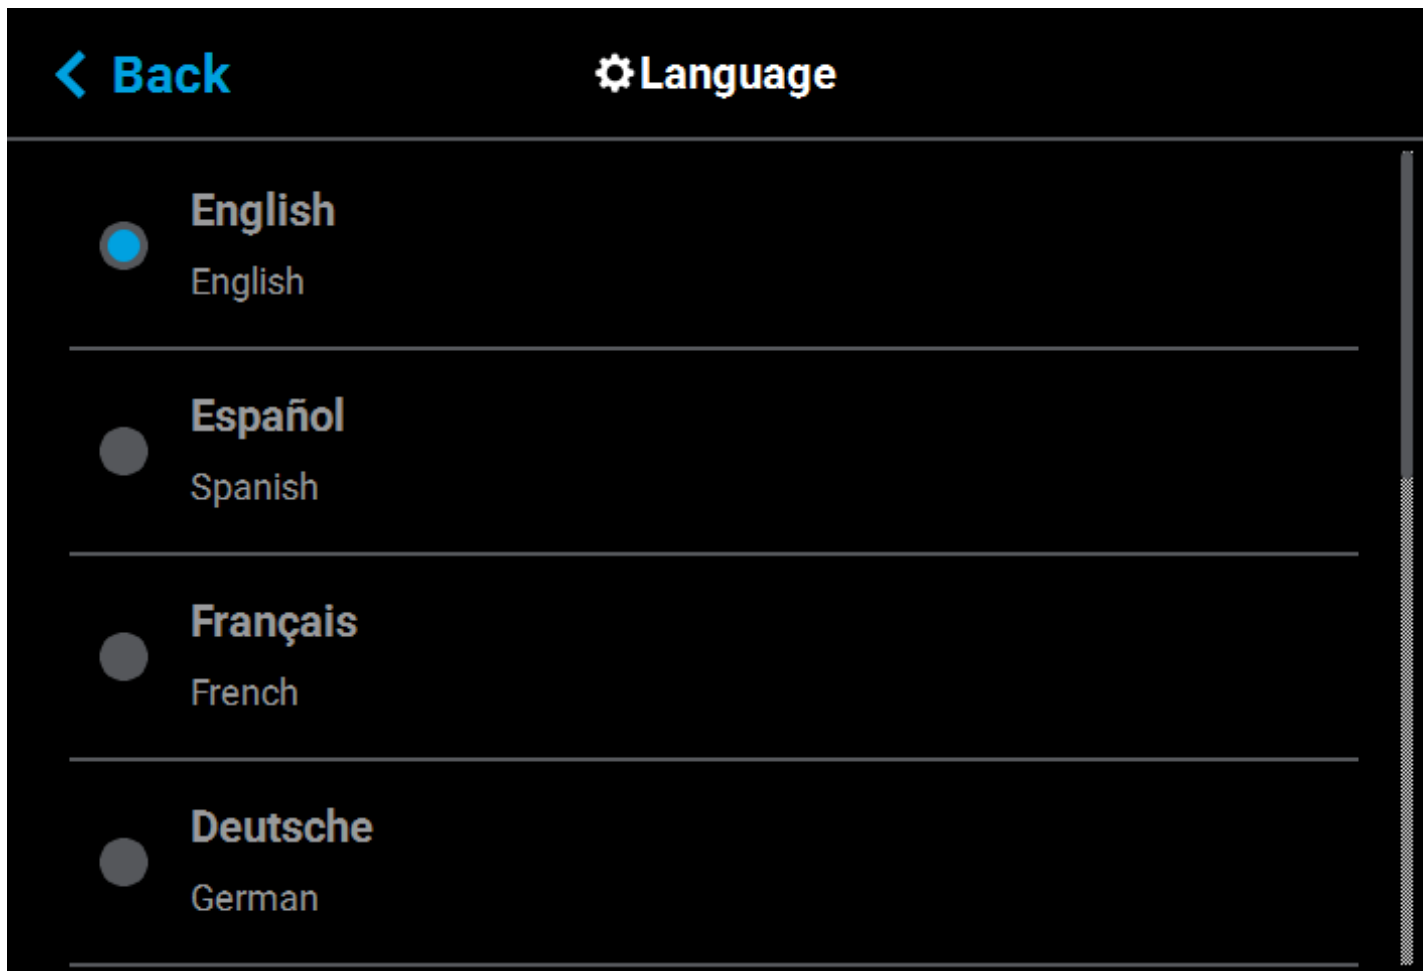 Back
Language
English
English
Español
Spanish
Français
French
Deutsche
German